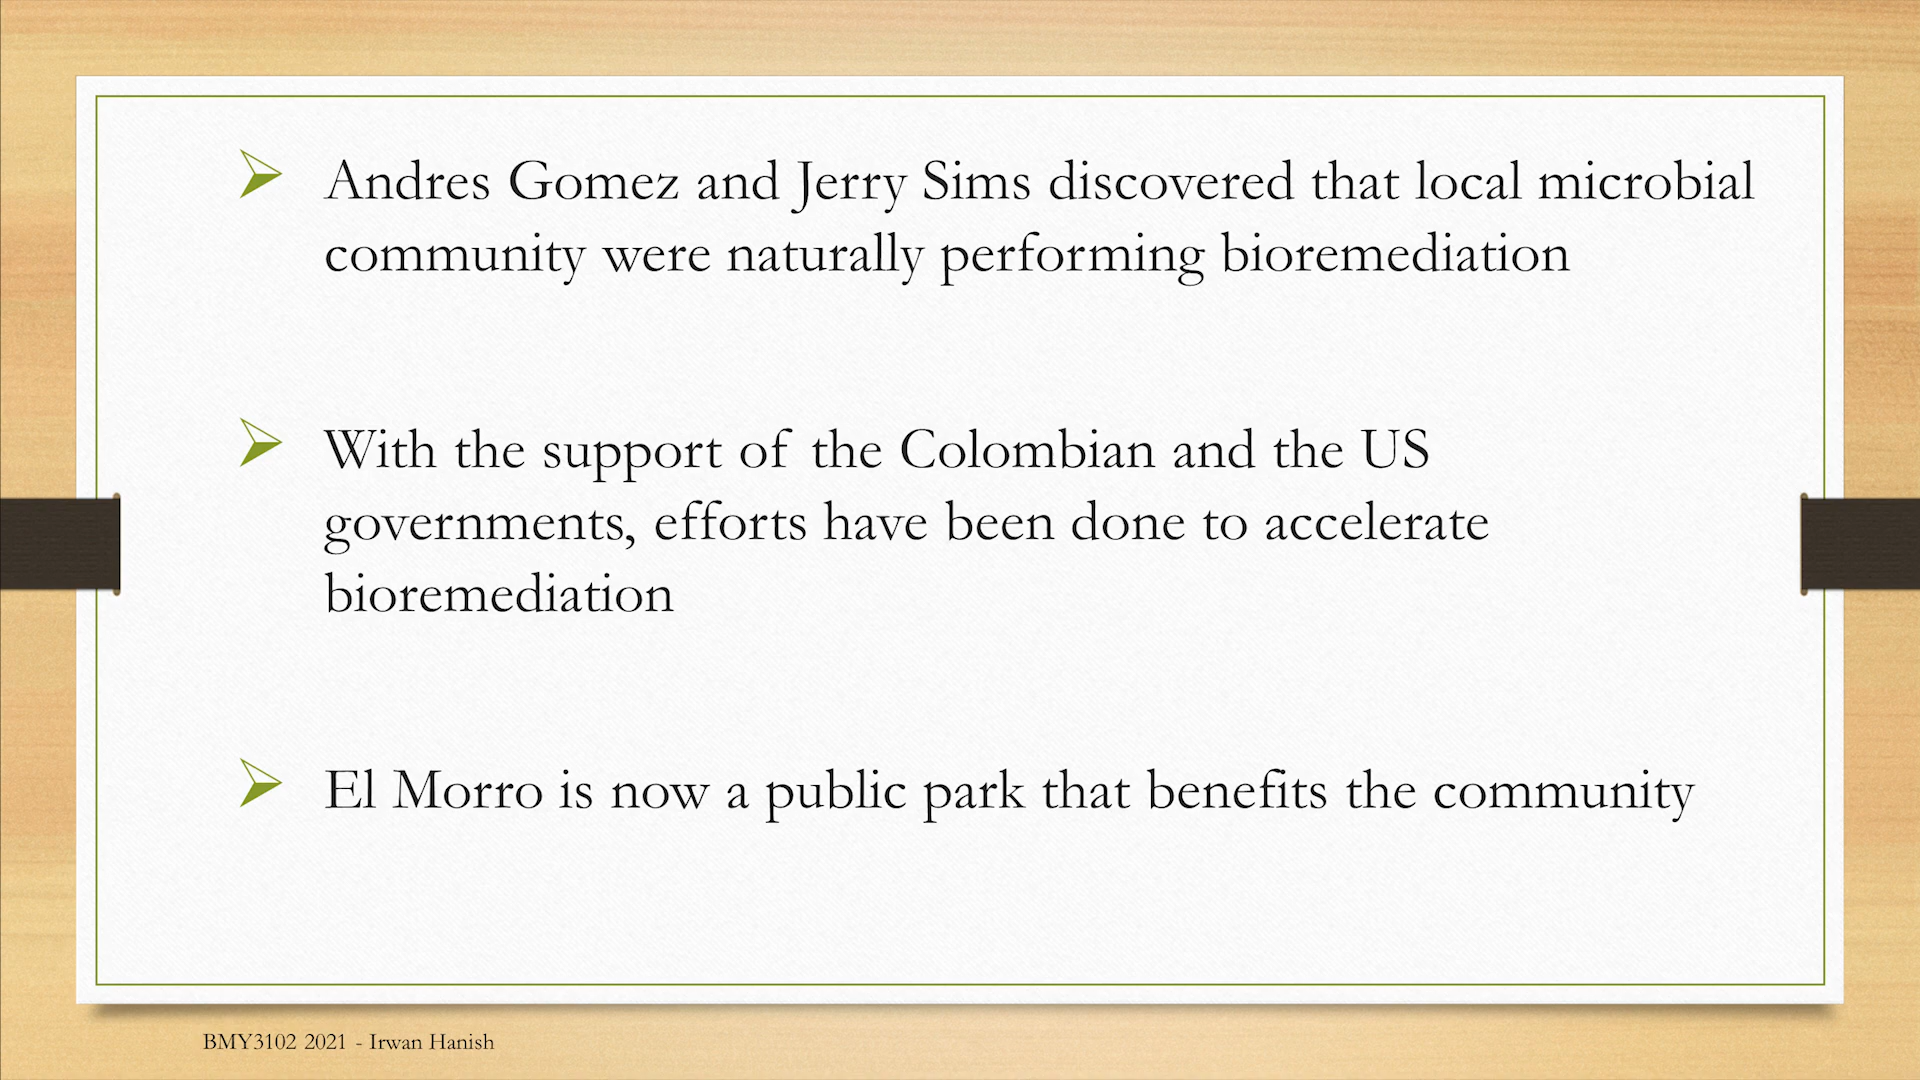 Andres Gomez and Jerry Sims discovered that local microbial
community were naturally performing bioremediation
With the support of the Colombian and the US
governments, efforts have been done to accelerate
bioremediation
El Morro is now a public park that benefits the community
BMY3102 2021 - Irwan Hanish